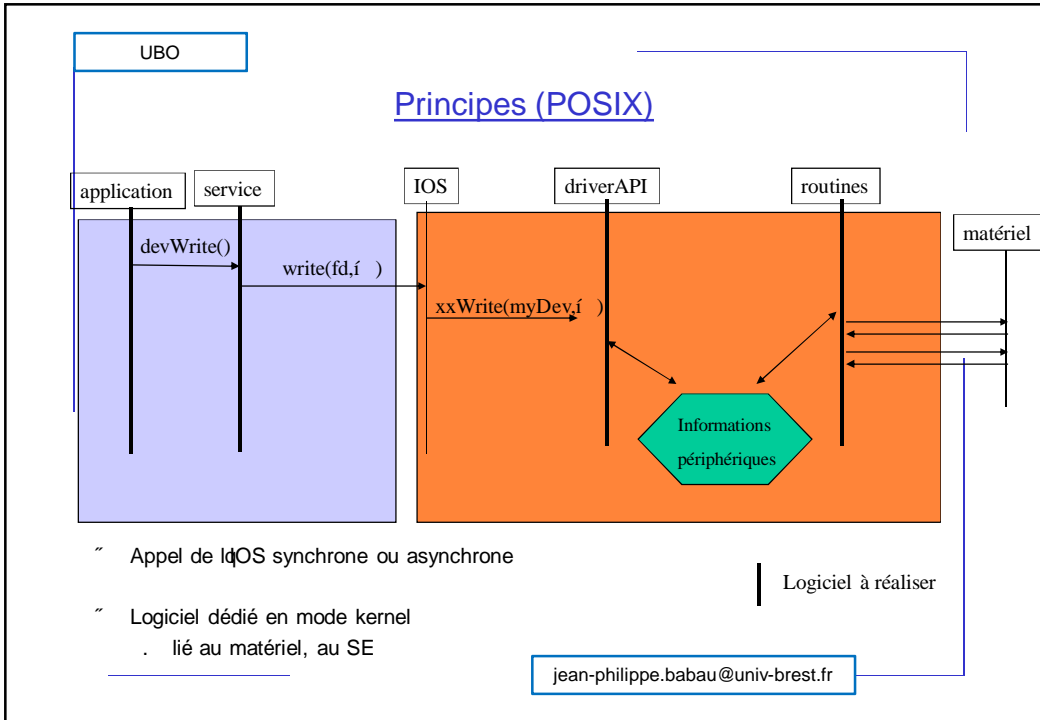 UBO
Principes (POSIX)
application
service
IOS
driverAPI
routines
matériel
devWrite()
write(fd,í )
xxWrite(myDev,í )
Informations
périphériques
˝ Appel de IOS synchrone ou asynchrone
Logiciel à réaliser
˝ Logiciel dédié en mode kernel
. lié au matériel, au SE
jean-philippe.babau@univ-brest.fr